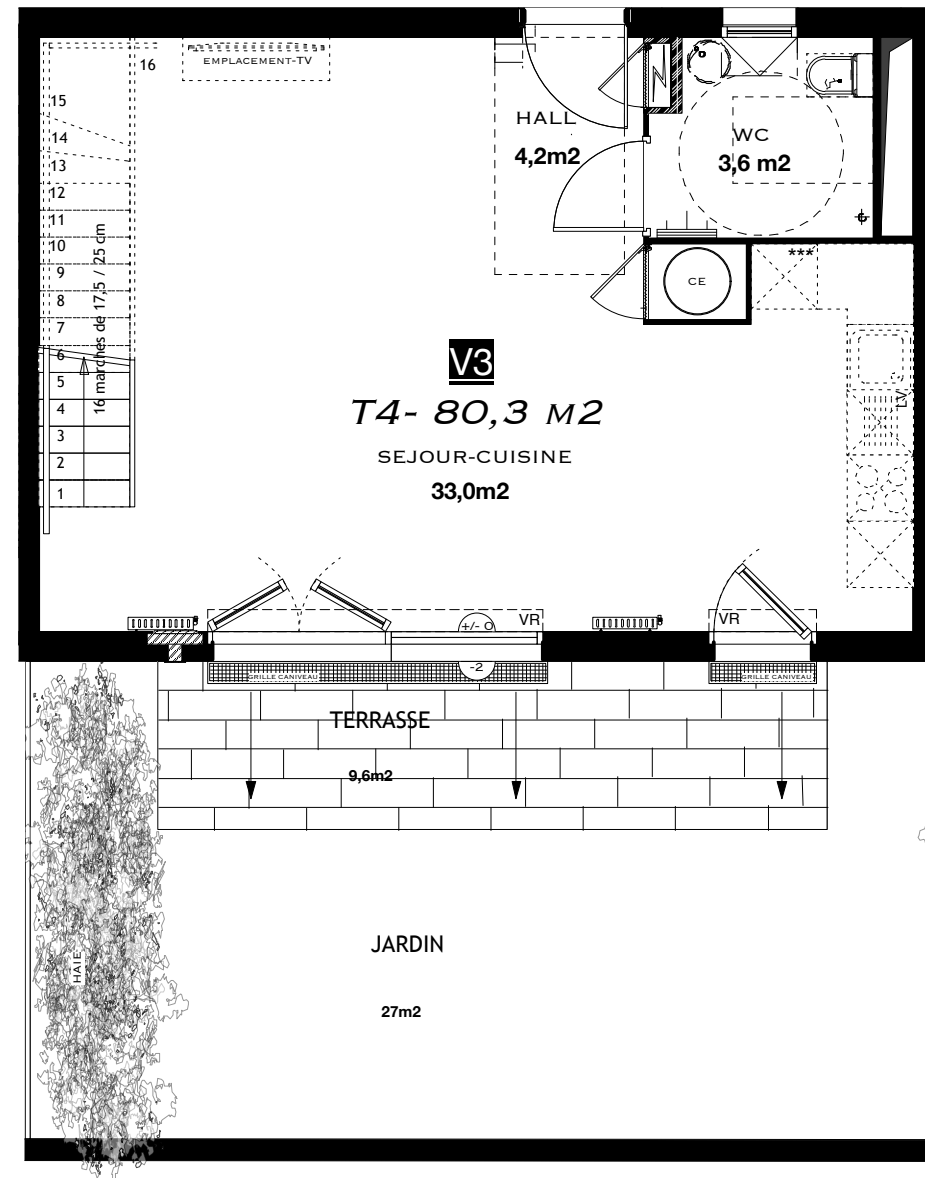 EMPLACEMENT-TV
16
15
14
13
12
11
10
9
8
7
6
5
4
3
2
1
16 marches de 17,5 / 25 cm
HALL
4,2m2
WC
3,6 m2
CE
***
LV
V3
T4- 80,3 M2
SEJOUR-CUISINE
33,0m2
+/- 0
VR
VR
-2
GRILLE CANIVEAU
GRILLE CANIVEAU
TERRASSE
9,6m2
HAIE
JARDIN
27m2